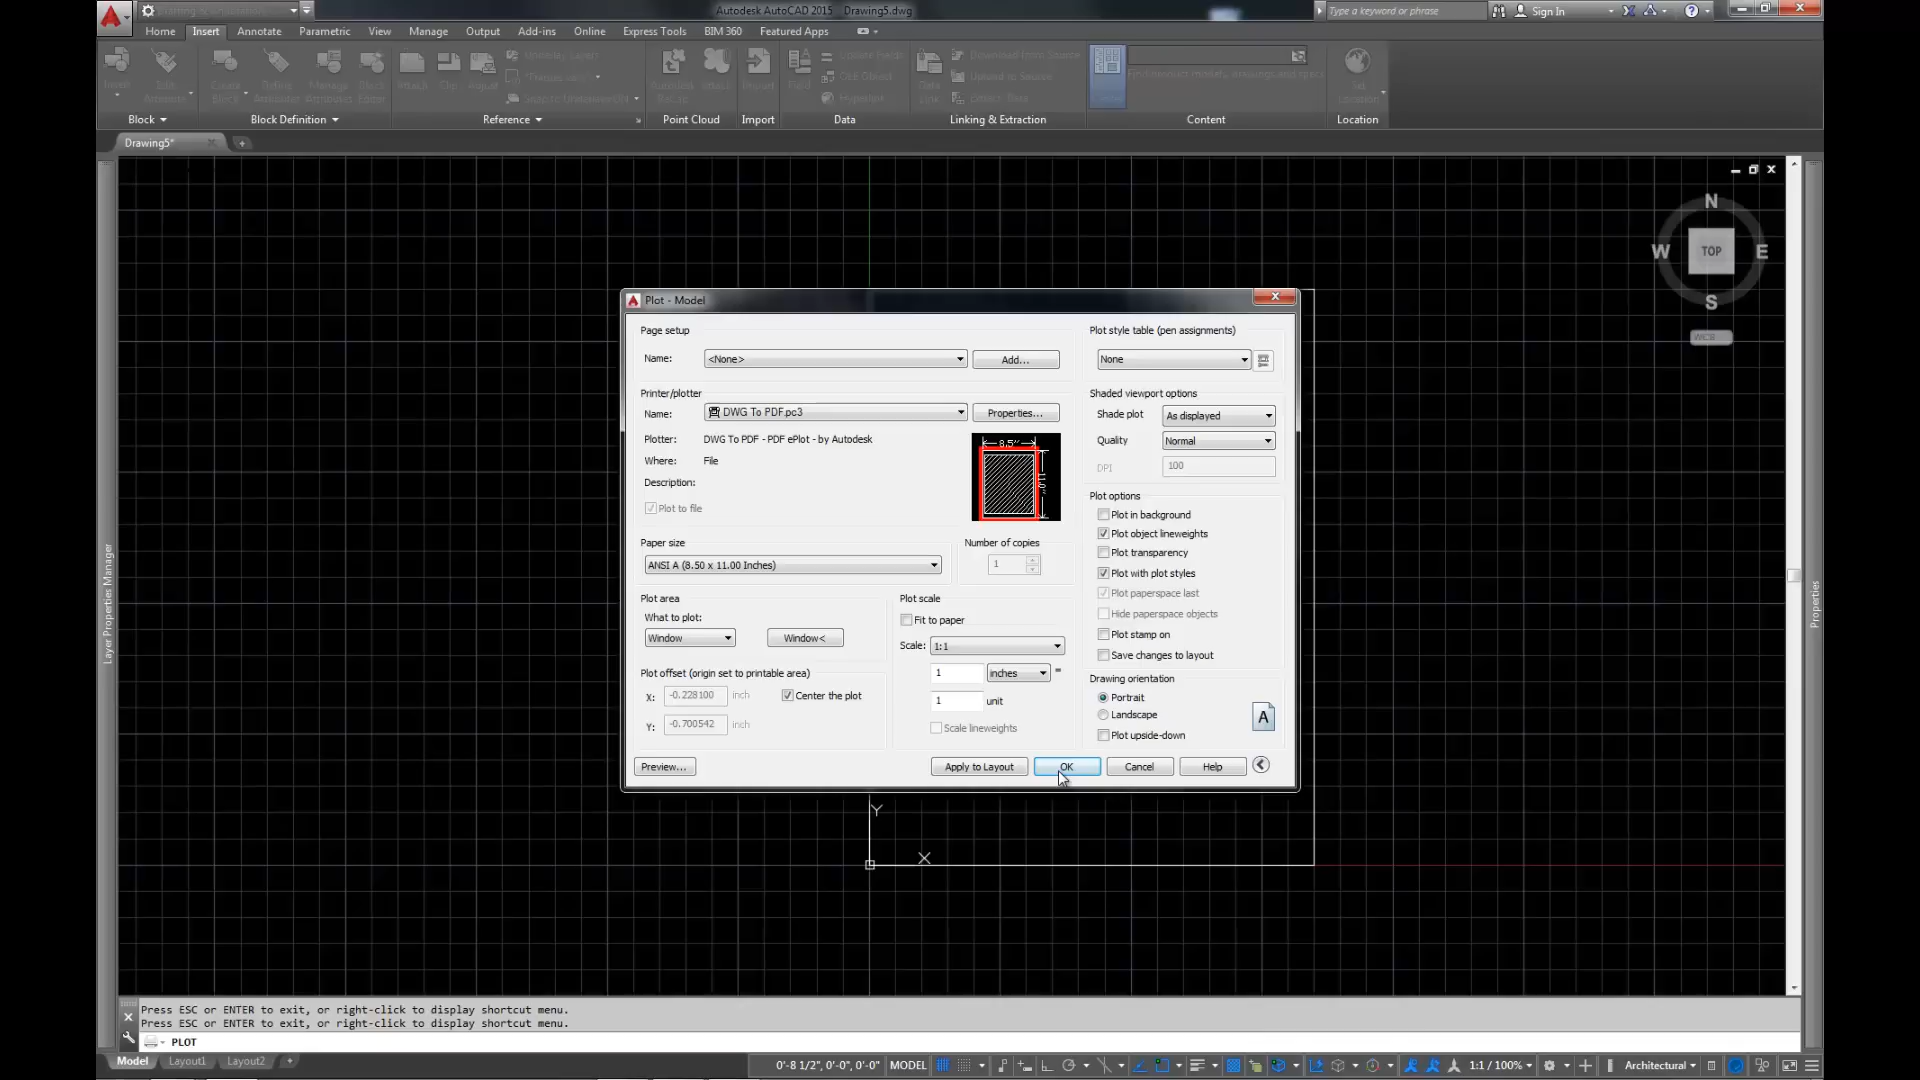 Autodesk AutoCAD 2015 Drawing5.dwg
Type a keyword or phrase
Sign In
Home Insert Annotate Parametric View Manage Output Add-ins Online Express Tools BIM 360 Featured Apps
Block Block Definition Reference Point Cloud Import Data Linking & Extraction Content Location
Drawing5*
N
W TOP E
S
WCS
Layer Properties Manager
Properties
Plot - Model
Page setup
Name: <None> Add...
Printer/plotter
Name: DWG To PDF.pc3 Properties...
Plotter: DWG To PDF - PDF ePlot - by Autodesk
Where: File
Description:
Plot to file
8.5''
11.0''
Paper size
ANSI A (8.50 x 11.00 Inches)
Number of copies
1
Plot area
What to plot:
Window Window<
Plot offset (origin set to printable area)
X: -0.228100 inch Center the plot
Y: -0.700542 inch
Plot scale
Fit to paper
Scale: 1:1
1 inches =
1 unit
Scale lineweights
Plot style table (pen assignments)
None
Shaded viewport options
Shade plot As displayed
Quality Normal
DPI 100
Plot options
Plot in background
Plot object lineweights
Plot transparency
Plot with plot styles
Plot paperspace last
Hide paperspace objects
Plot stamp on
Save changes to layout
Drawing orientation
Portrait
Landscape
Plot upside-down
A
Preview... Apply to Layout OK Cancel Help
Y
X
Press ESC or ENTER to exit, or right-click to display shortcut menu.
Press ESC or ENTER to exit, or right-click to display shortcut menu.
PLOT
Model Layout1 Layout2 +
0'-8 1/2", 0'-0", 0'-0" MODEL 1:1 / 100% Architectural